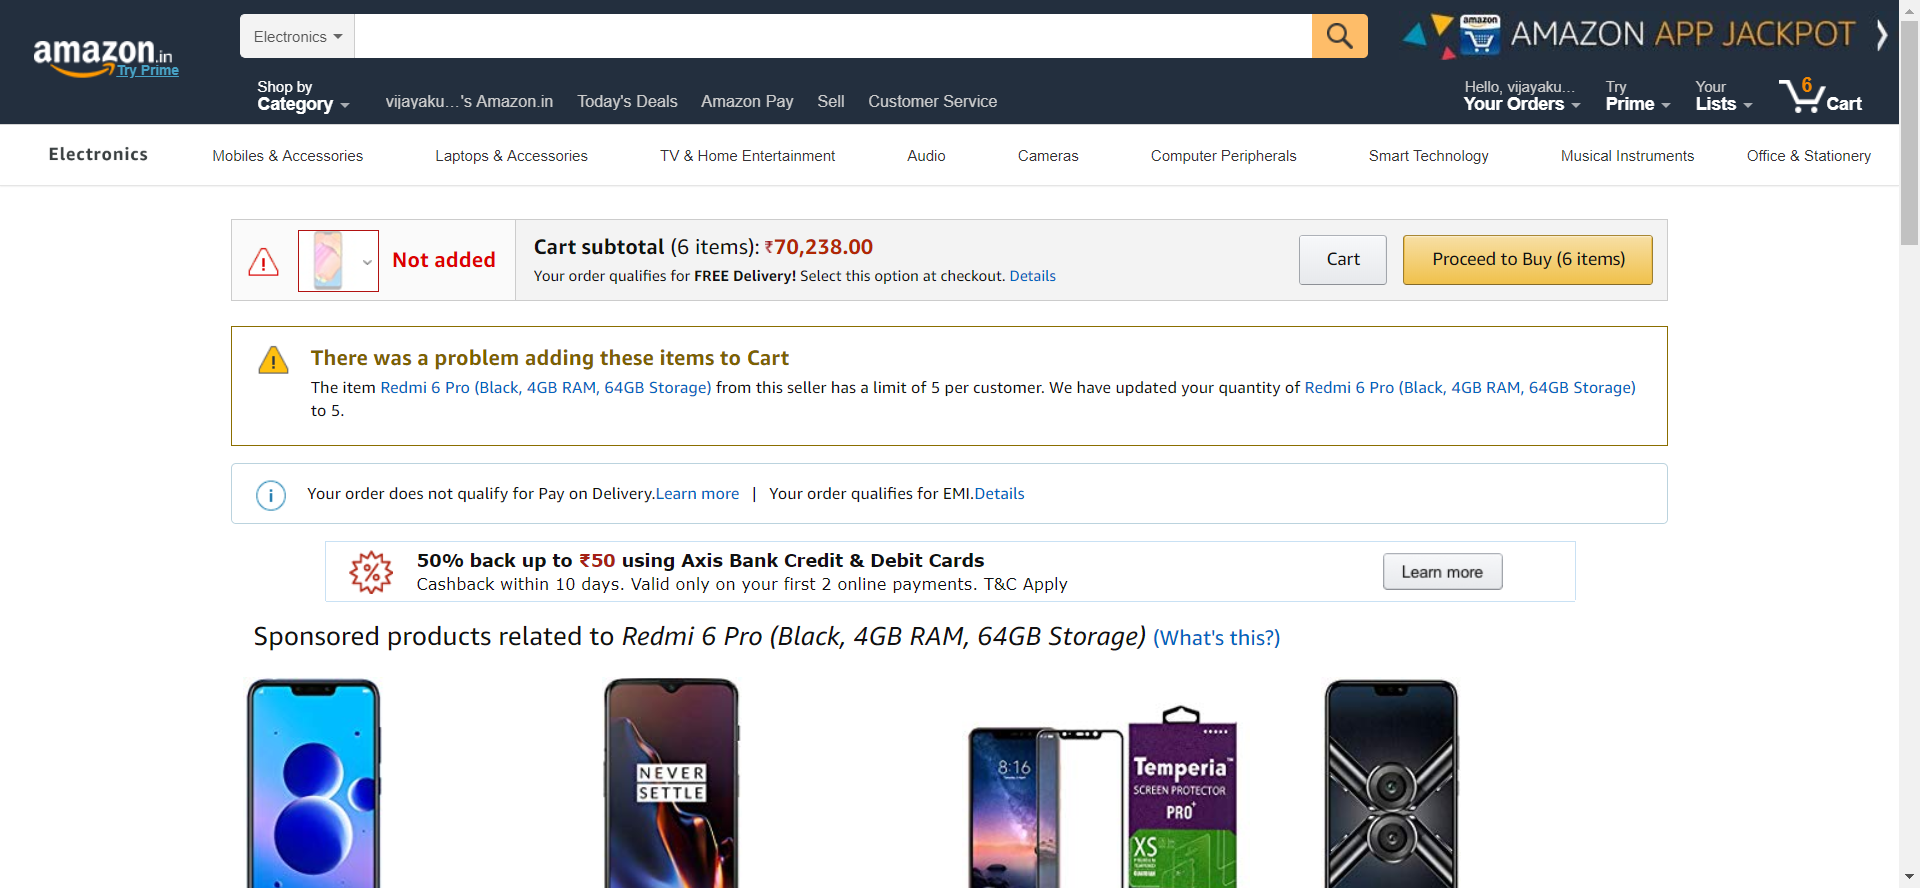 Electronics
AMAZON APP JACKPOT
amazon
amazon.in
Try Prime
Shop by
Category
vijayaku...'s Amazon.in Today's Deals Amazon Pay Sell Customer Service
Hello, vijayaku...
Your Orders
Try
Prime
Your
Lists
6
Cart
Electronics Mobiles & Accessories Laptops & Accessories TV & Home Entertainment Audio Cameras Computer Peripherals Smart Technology Musical Instruments Office & Stationery
Not added
Cart subtotal (6 items): ₹70,238.00
Your order qualifies for FREE Delivery! Select this option at checkout. Details
Cart
Proceed to Buy (6 items)
There was a problem adding these items to Cart
The item Redmi 6 Pro (Black, 4GB RAM, 64GB Storage) from this seller has a limit of 5 per customer. We have updated your quantity of Redmi 6 Pro (Black, 4GB RAM, 64GB Storage)
to 5.
Your order does not qualify for Pay on Delivery.Learn more | Your order qualifies for EMI.Details
50% back up to ₹50 using Axis Bank Credit & Debit Cards
Cashback within 10 days. Valid only on your first 2 online payments. T&C Apply
Learn more
Sponsored products related to Redmi 6 Pro (Black, 4GB RAM, 64GB Storage) (What's this?)
NEVER
SETTLE
8:16
Temperia
SCREEN PROTECTOR
PRO+
XS